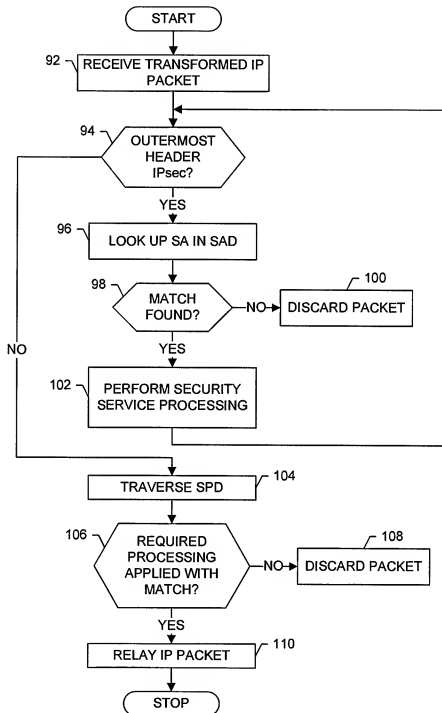 START
92
RECEIVE TRANSFORMED IP
PACKET
94
OUTERMOST
HEADER
IPsec?
YES
96
LOOK UP SA IN SAD
98
MATCH
FOUND?
NO
100
DISCARD PACKET
NO
YES
102
PERFORM SECURITY
SERVICE PROCESSING
TRAVERSE SPD
104
106
REQUIRED
PROCESSING
APPLIED WITH
MATCH?
NO
108
DISCARD PACKET
YES
RELAY IP PACKET
110
STOP